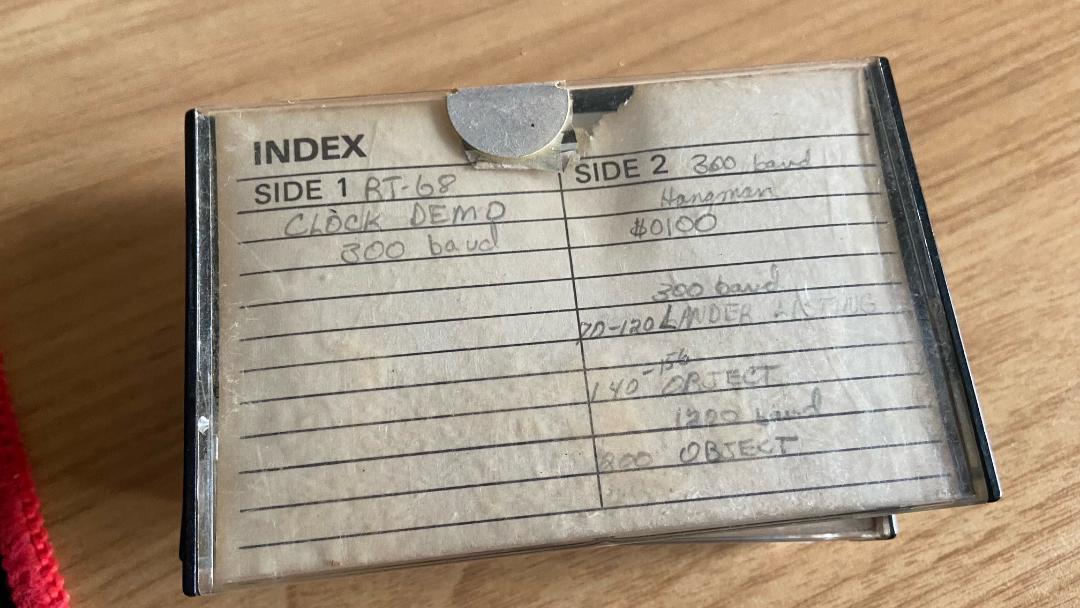 INDEX
SIDE 1 RT-68
CLOCK DEMO
300 baud
SIDE 2 300 baud
Hangman
$0100
300 baud
70-120 LANDER LISTING
140-156 OBJECT
1200 baud
200 OBJECT